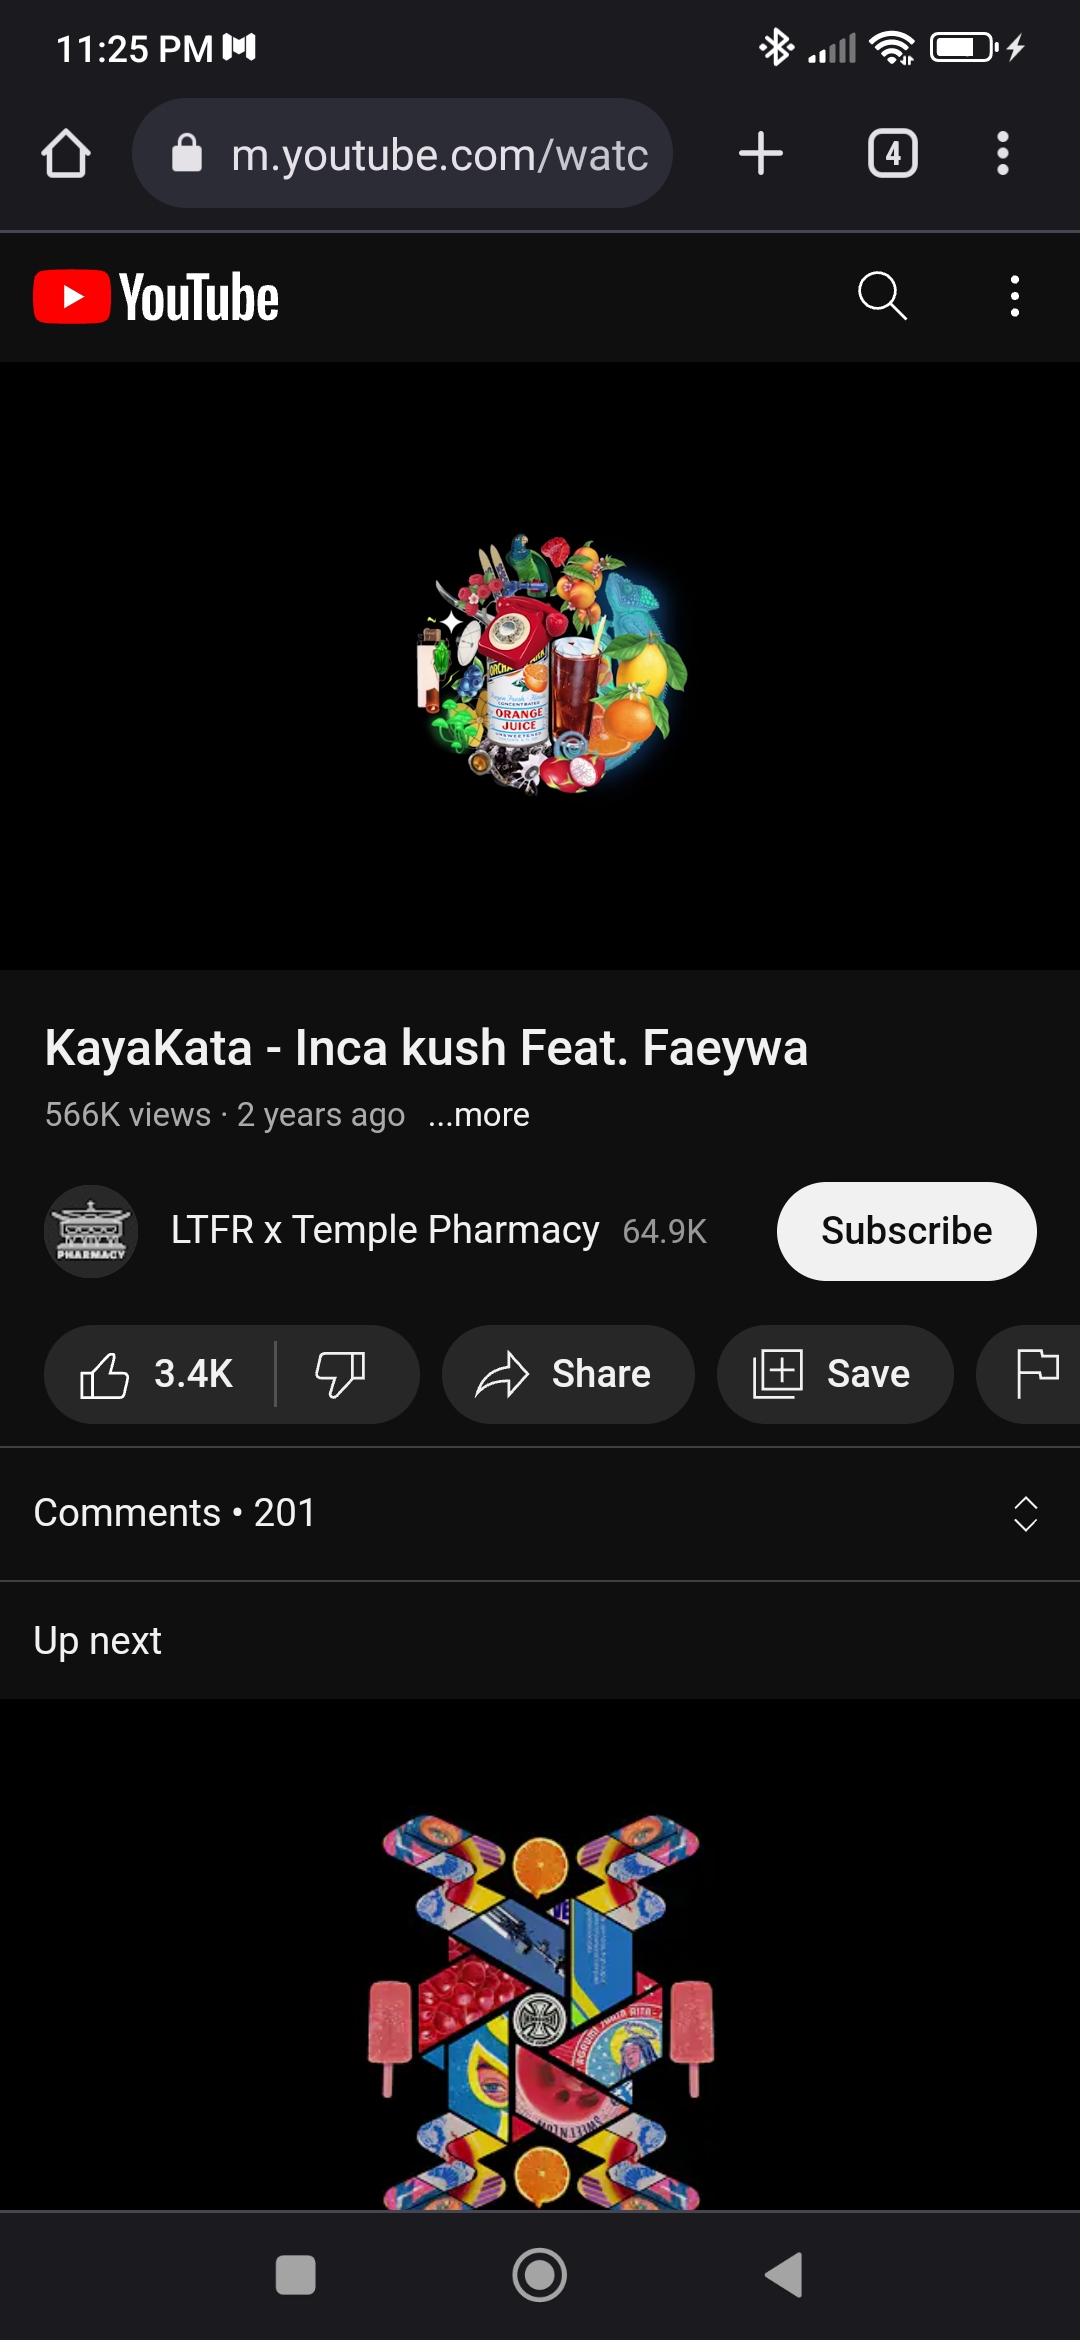 11:25 PM
m.youtube.com/watc
4
YouTube
ORANGE
JUICE
KayaKata - Inca kush Feat. Faeywa
566K views · 2 years ago ...more
PHARMACY
LTFR x Temple Pharmacy 64.9K
Subscribe
3.4K
Share
Save
Comments • 201
Up next